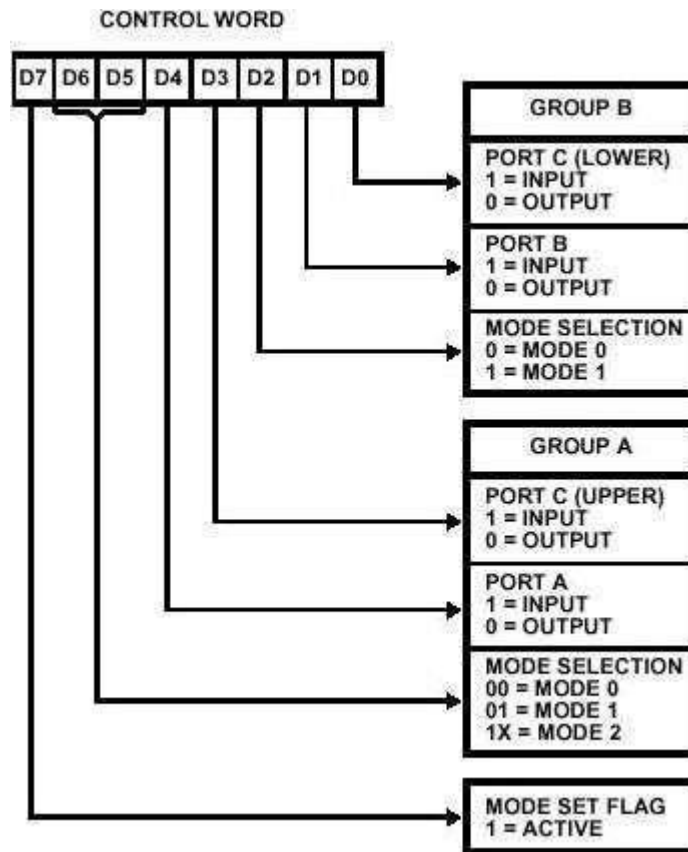 CONTROL WORD
D7 D6 D5 D4 D3 D2 D1 D0
GROUP B
PORT C (LOWER)
1 = INPUT
0 = OUTPUT
PORT B
1 = INPUT
0 = OUTPUT
MODE SELECTION
0 = MODE 0
1 = MODE 1
GROUP A
PORT C (UPPER)
1 = INPUT
0 = OUTPUT
PORT A
1 = INPUT
0 = OUTPUT
MODE SELECTION
00 = MODE 0
01 = MODE 1
1X = MODE 2
MODE SET FLAG
1 = ACTIVE